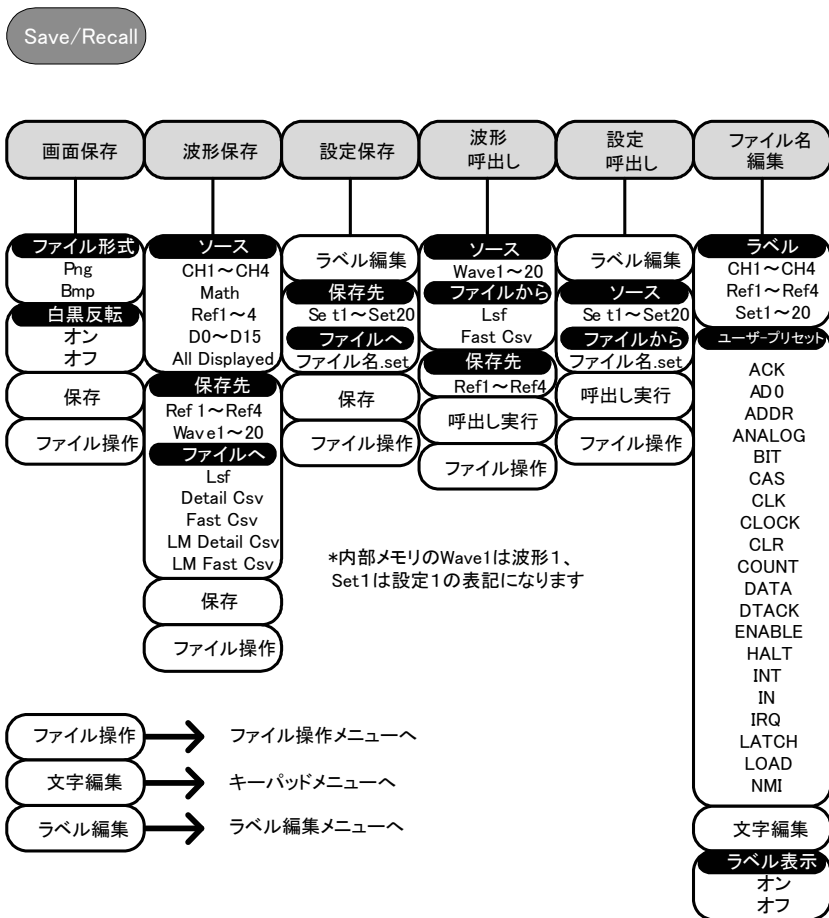 Save/Recall
画面保存
波形保存
設定保存
波形
呼出し
設定
呼出し
ファイル名
編集
ファイル形式
Png
Bmp
白黒反転
オン
オフ
保存
ファイル操作
ソース
CH1～CH4
Math
Ref1～4
D0～D15
All Displayed
保存先
Ref 1～Ref4
Wave1～20
ファイルへ
Lsf
Detail Csv
Fast Csv
LM Detail Csv
LM Fast Csv
保存
ファイル操作
ラベル編集
保存先
Se t1～Set20
ファイルへ
ファイル名.set
保存
ファイル操作
ソース
Wave1～20
ファイルから
Lsf
Fast Csv
保存先
Ref1～Ref4
呼出し実行
ファイル操作
ラベル編集
ソース
Se t1～Set20
ファイルから
ファイル名.set
呼出し実行
ファイル操作
ラベル
CH1～CH4
Ref1～Ref4
Set1～20
ユーザープリセット
ACK
AD0
ADDR
ANALOG
BIT
CAS
CLK
CLOCK
CLR
COUNT
DATA
DTACK
ENABLE
HALT
INT
IN
IRQ
LATCH
LOAD
NMI
文字編集
ラベル表示
オン
オフ
*内部メモリのWave1は波形１、
Set１は設定１の表記になります
ファイル操作
ファイル操作メニューへ
文字編集
キーパッドメニューへ
ラベル編集
ラベル編集メニューへ